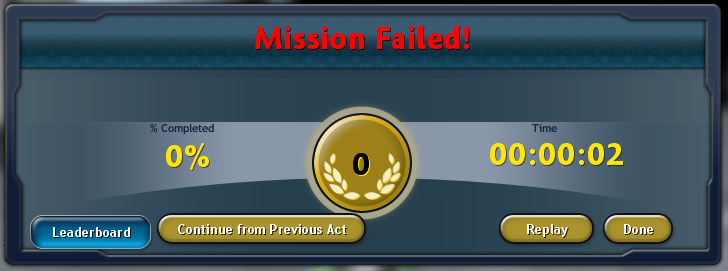 Mission Failed!
% Completed
Time
0%
0
00:00:02
Leaderboard
Continue from Previous Act
Replay
Done